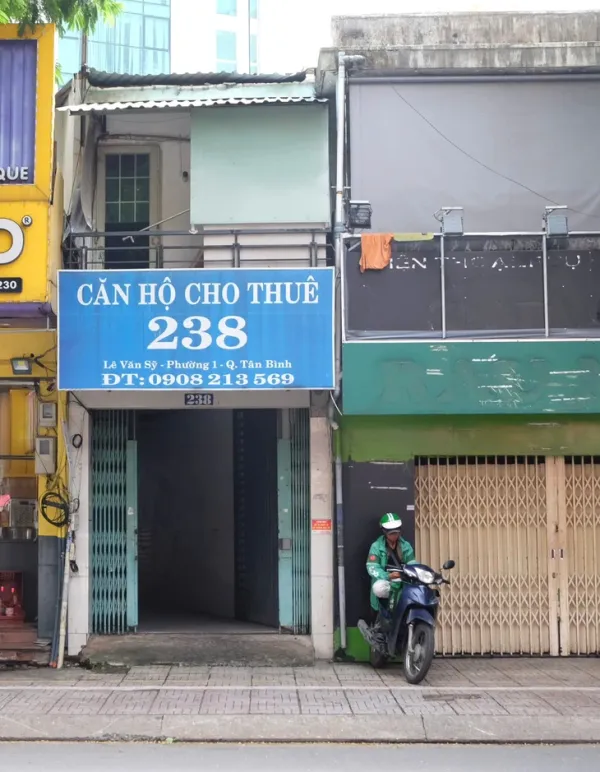 QUE
®
230
CĂN HỘ CHO THUÊ
238
Lê Văn Sỹ - Phường 1 - Q. Tân Bình
ĐT: 0908 213 569
238